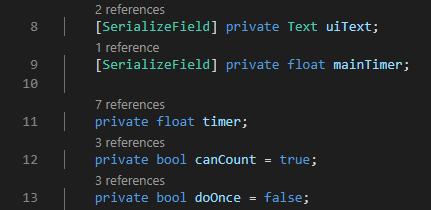 2 references
8 [SerializeField] private Text uiText;
1 reference
9 [SerializeField] private float mainTimer;
10
7 references
11 private float timer;
3 references
12 private bool canCount = true;
3 references
13 private bool doOnce = false;